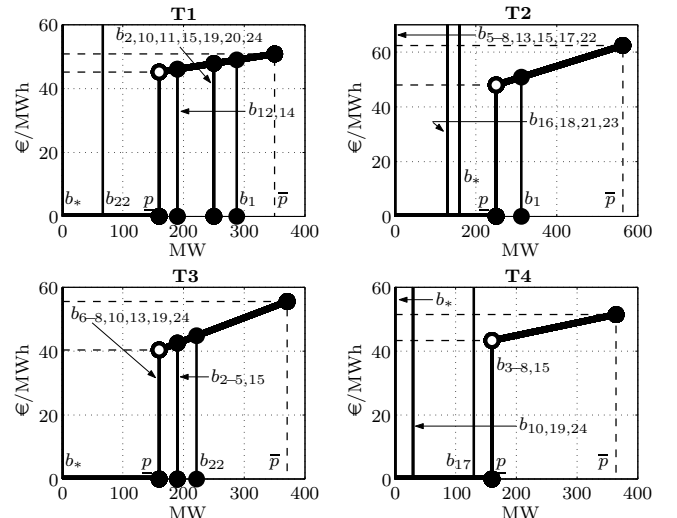 T1
60
40
20
0
€/MWh
b2,10,11,15,19,20,24
b12,14
b*
b22
p
b1
p̅
0 100 200 300 400
MW
T2
60
40
20
0
€/MWh
b5–8,13,15,17,22
b16,18,21,23
b*
p
b1
p̅
0 200 400 600
MW
T3
60
40
20
0
€/MWh
b6–8,10,13,19,24
b2–5,15
b*
p
b22
p̅
0 100 200 300 400
MW
T4
60
40
20
0
€/MWh
b*
b3–8,15
b10,19,24
b17
p
p̅
0 100 200 300 400
MW